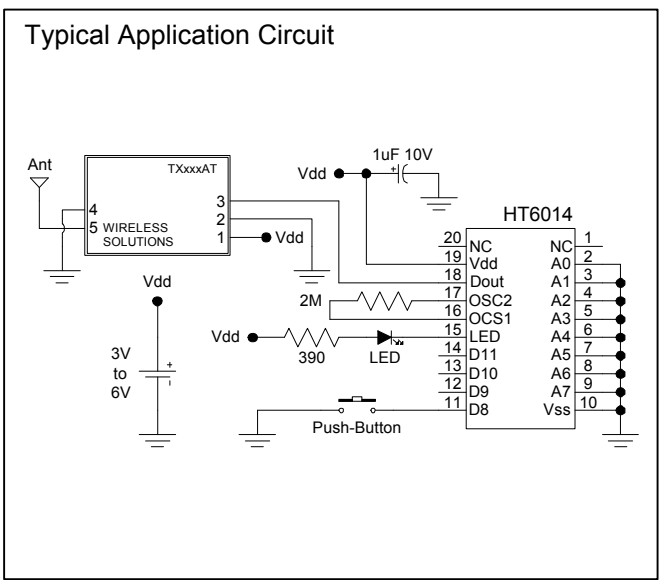 Typical Application Circuit
Ant
TXxxxAT
4
5
WIRELESS
SOLUTIONS
3
2
1
Vdd
Vdd
1uF 10V
+
HT6014
20 NC
19 Vdd
18 Dout
17 OSC2
16 OCS1
15 LED
14 D11
13 D10
12 D9
11 D8
NC 1
A0 2
A1 3
A2 4
A3 5
A4 6
A5 7
A6 8
A7 9
Vss 10
2M
Vdd
390
LED
Vdd
3V
to
6V
+
-
Push-Button